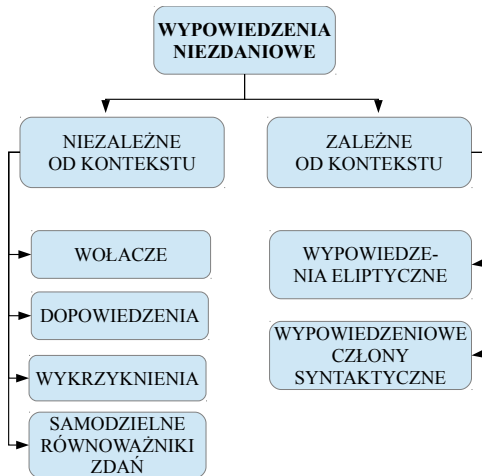 WYPOWIEDZENIA
NIEZDANIOWE
NIEZALEŻNE
OD KONTEKSTU
ZALEŻNE
OD KONTEKSTU
WOŁACZE
DOPOWIEDZENIA
WYKRZYKNIENIA
SAMODZIELNE
RÓWNOWAŻNIKI
ZDAŃ
WYPOWIEDZE-
NIA ELIPTYCZNE
WYPOWIEDZENIOWE
CZŁONY
SYNTAKTYCZNE